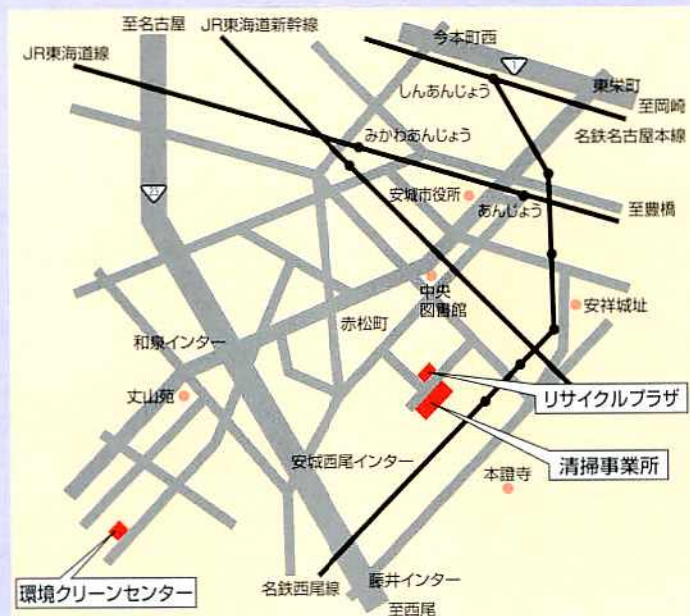 至名古屋
JR東海道新幹線
JR東海道線
今本町西
1
東栄町
しんあんじょう
至岡崎
名鉄名古屋本線
みかわあんじょう
23
安城市役所
あんじょう
至豊橋
中央
図書館
安祥城址
赤松町
和泉インター
丈山苑
リサイクルプラザ
安城西尾インター
清掃事業所
本證寺
環境クリーンセンター
名鉄西尾線
藤井インター
至西尾